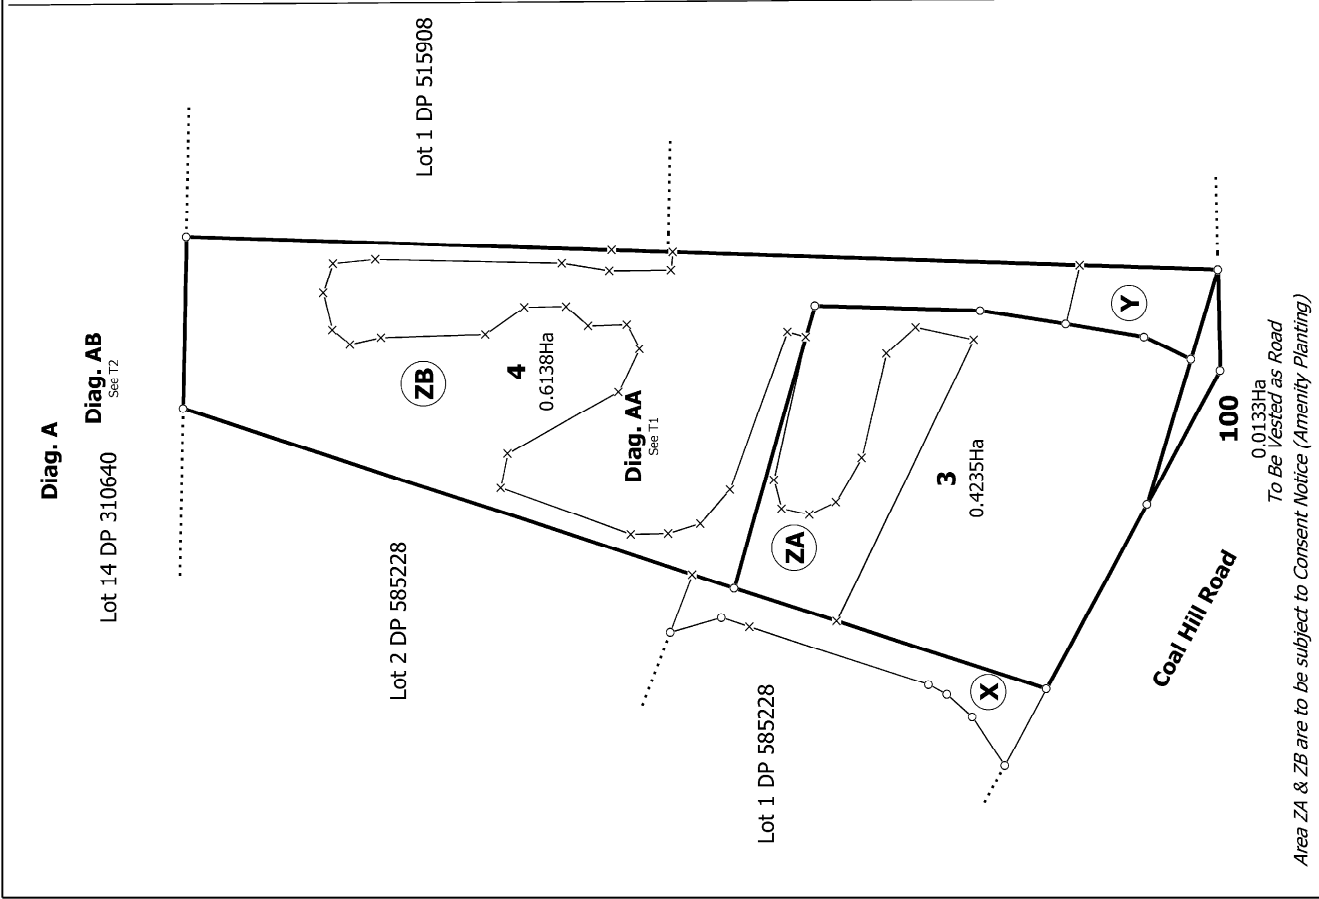 Diag. A
Diag. AB
See T2
Lot 14 DP 310640
Lot 1 DP 515908
Lot 2 DP 585228
ZB
4
0.6138Ha
Diag. AA
See T1
Lot 1 DP 585228
ZA
3
0.4235Ha
X
Y
Coal Hill Road
100
0.0133Ha
To Be Vested as Road
Area ZA & ZB are to be subject to Consent Notice (Amenity Planting)